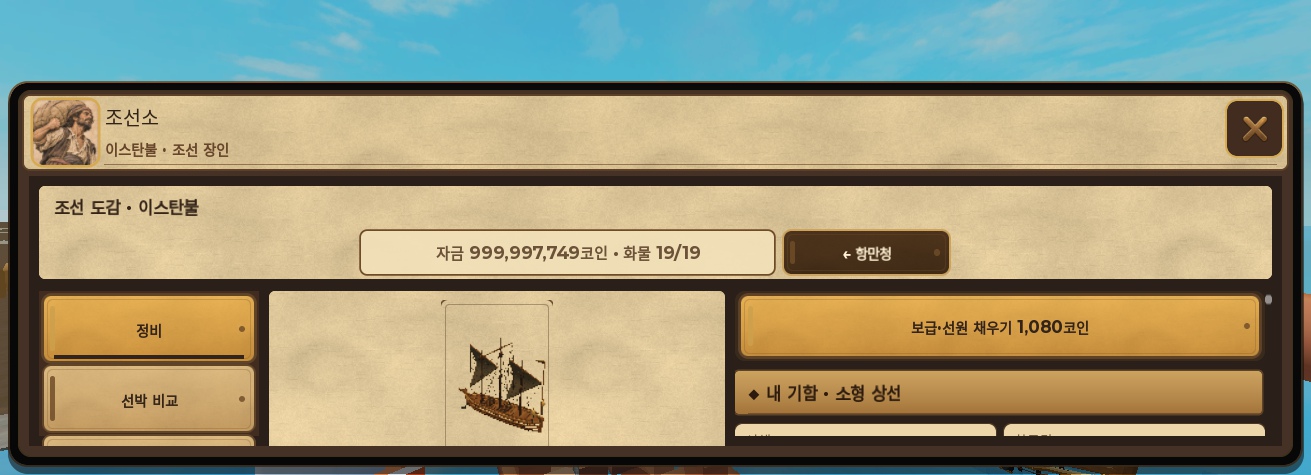 조선소
이스탄불 • 조선 장인
조선 도감 • 이스탄불
자금 999,997,749코인 • 화물 19/19
← 항만청
정비
선박 비교
보급·선원 채우기 1,080코인
◆ 내 기함 • 소형 상선